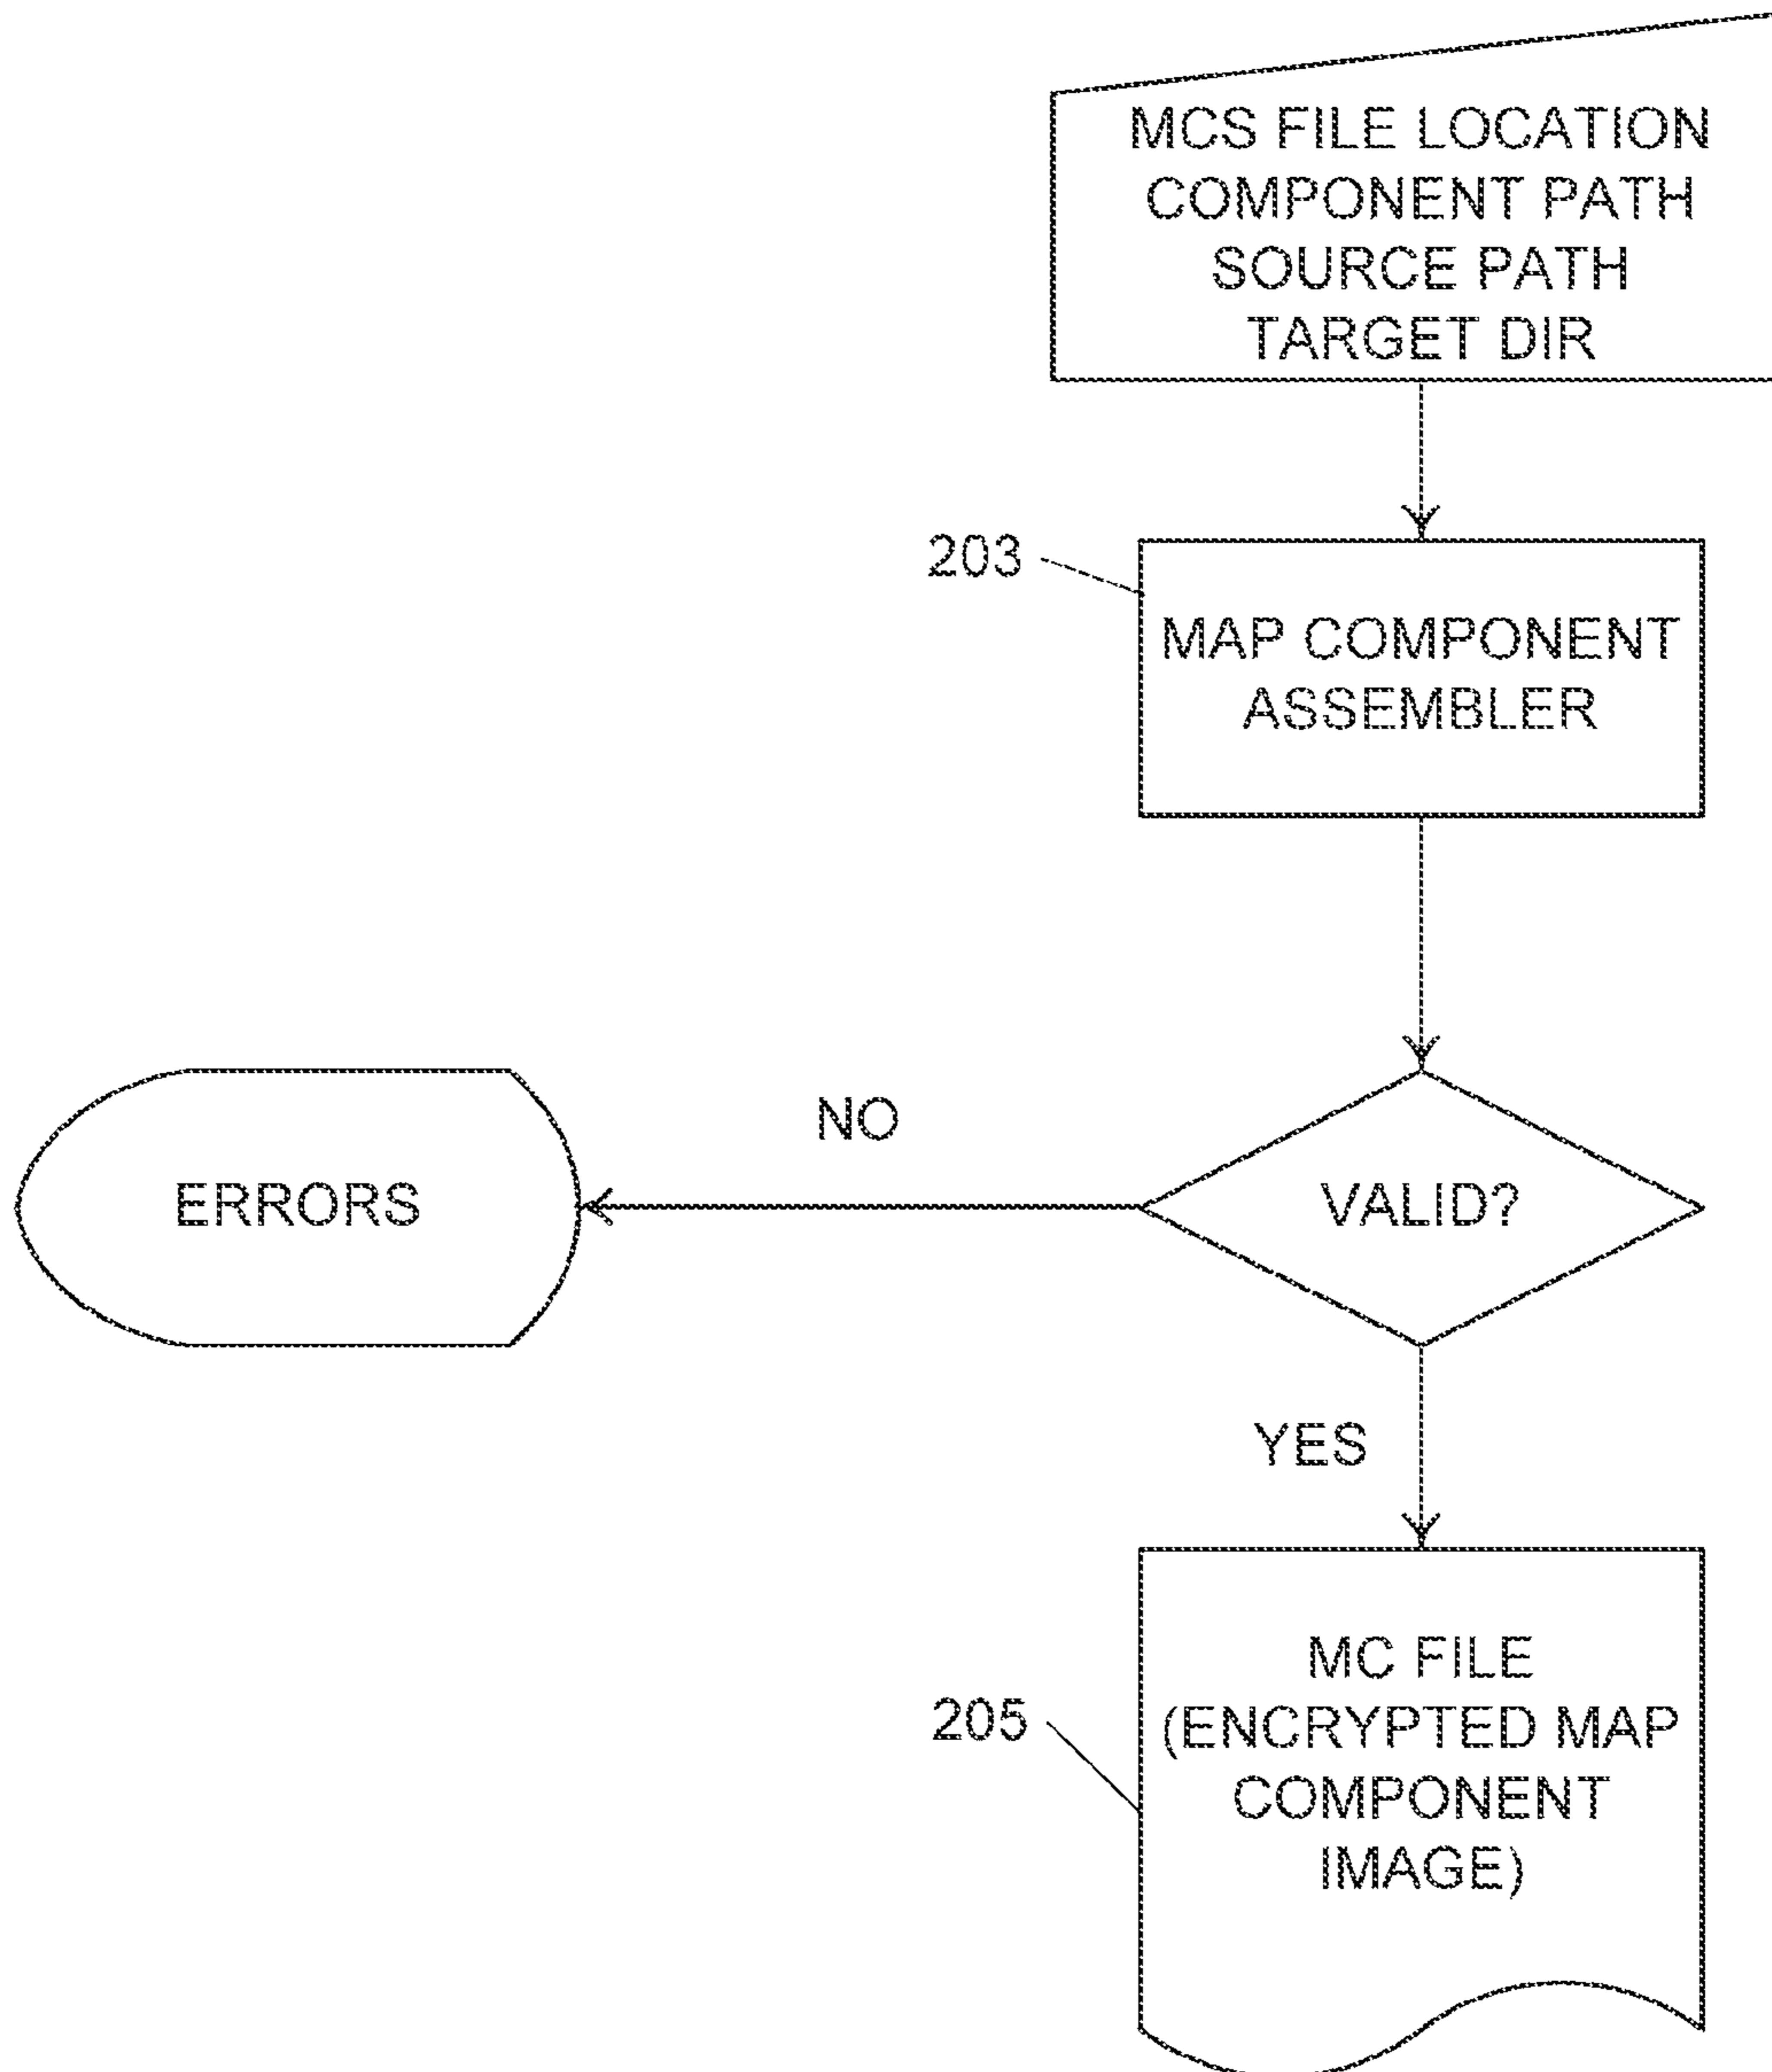 MCS FILE LOCATION
COMPONENT PATH
SOURCE PATH
TARGET DIR
203
MAP COMPONENT
ASSEMBLER
NO
ERRORS
VALID?
YES
MC FILE
(ENCRYPTED MAP
COMPONENT
IMAGE)
205